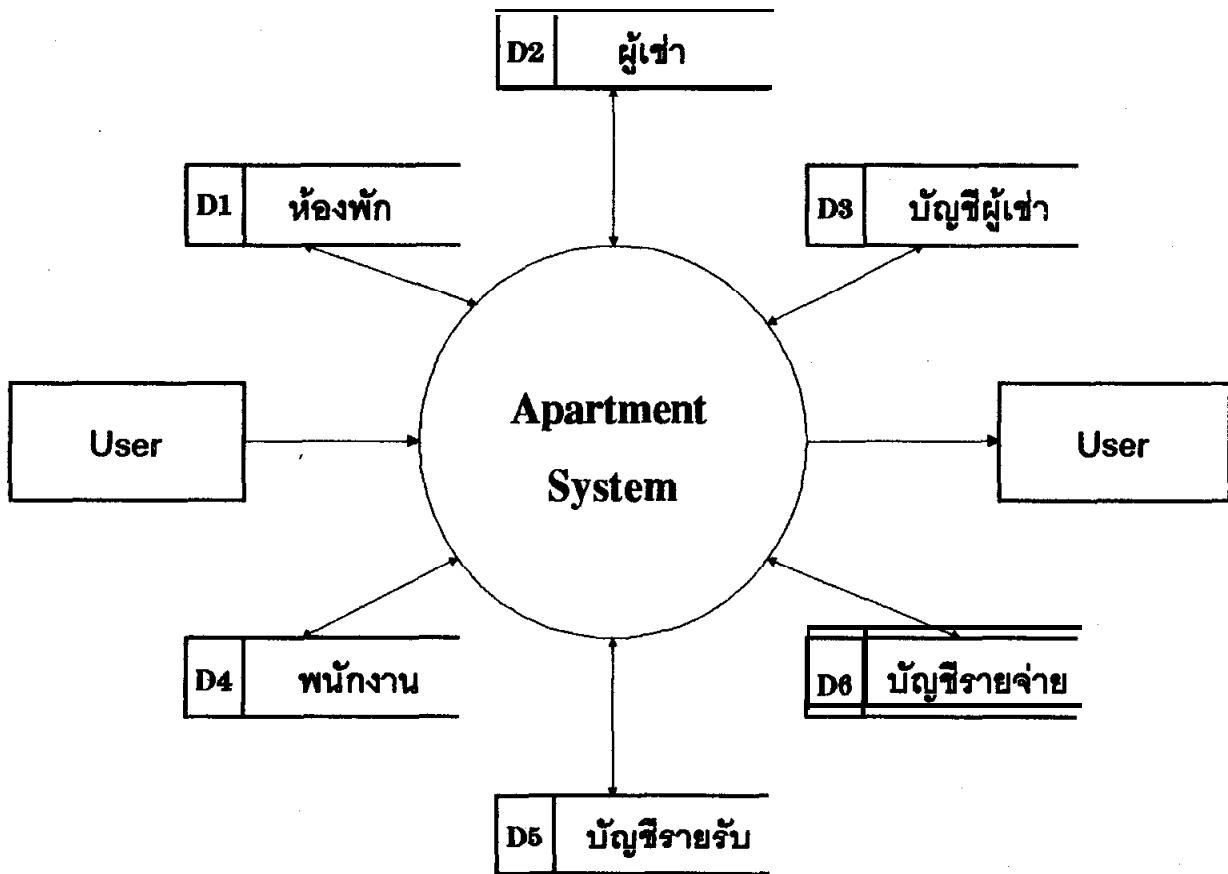 D2 ผู้เช่า
D1 ห้องพัก
D3 บัญชีผู้เช่า
User
Apartment
System
User
D4 พนักงาน
D6 บัญชีรายจ่าย
D5 บัญชีรายรับ